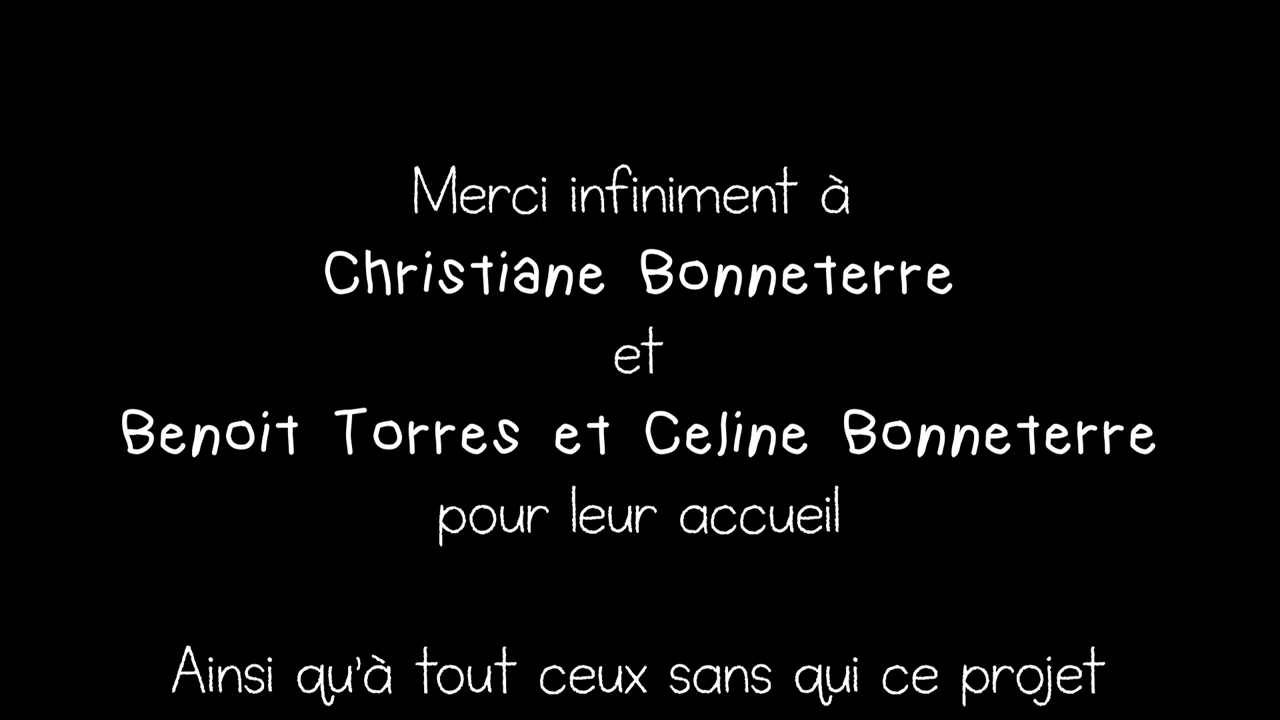 Merci infiniment à
Christiane Bonneterre
et
Benoit Torres et Celine Bonneterre
pour leur accueil
Ainsi qu'à tout ceux sans qui ce projet